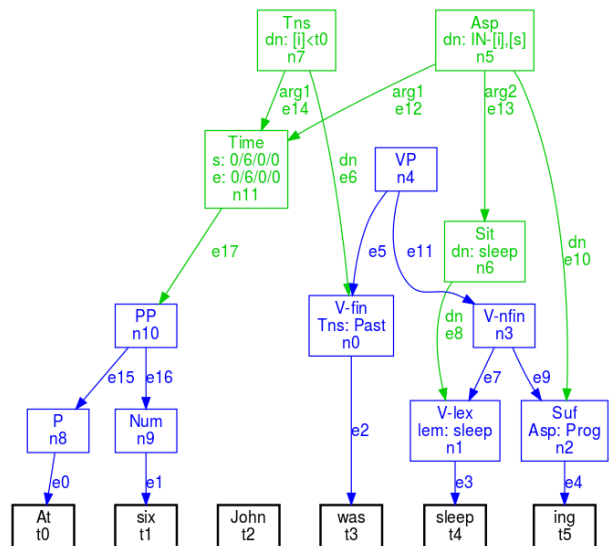 Tns
dn: [i]<t0
n7
Asp
dn: IN-[i],[s]
n5
arg1
e14
arg1
e12
arg2
e13
Time
s: 0/6/0/0
e: 0/6/0/0
n11
dn
e6
VP
n4
e17
e5
e11
Sit
dn: sleep
n6
dn
e10
PP
n10
V-fin
Tns: Past
n0
dn
e8
V-nfin
n3
e15
e16
e7
e9
P
n8
Num
n9
e2
V-lex
lem: sleep
n1
Suf
Asp: Prog
n2
e0
e1
e3
e4
At
t0
six
t1
John
t2
was
t3
sleep
t4
ing
t5